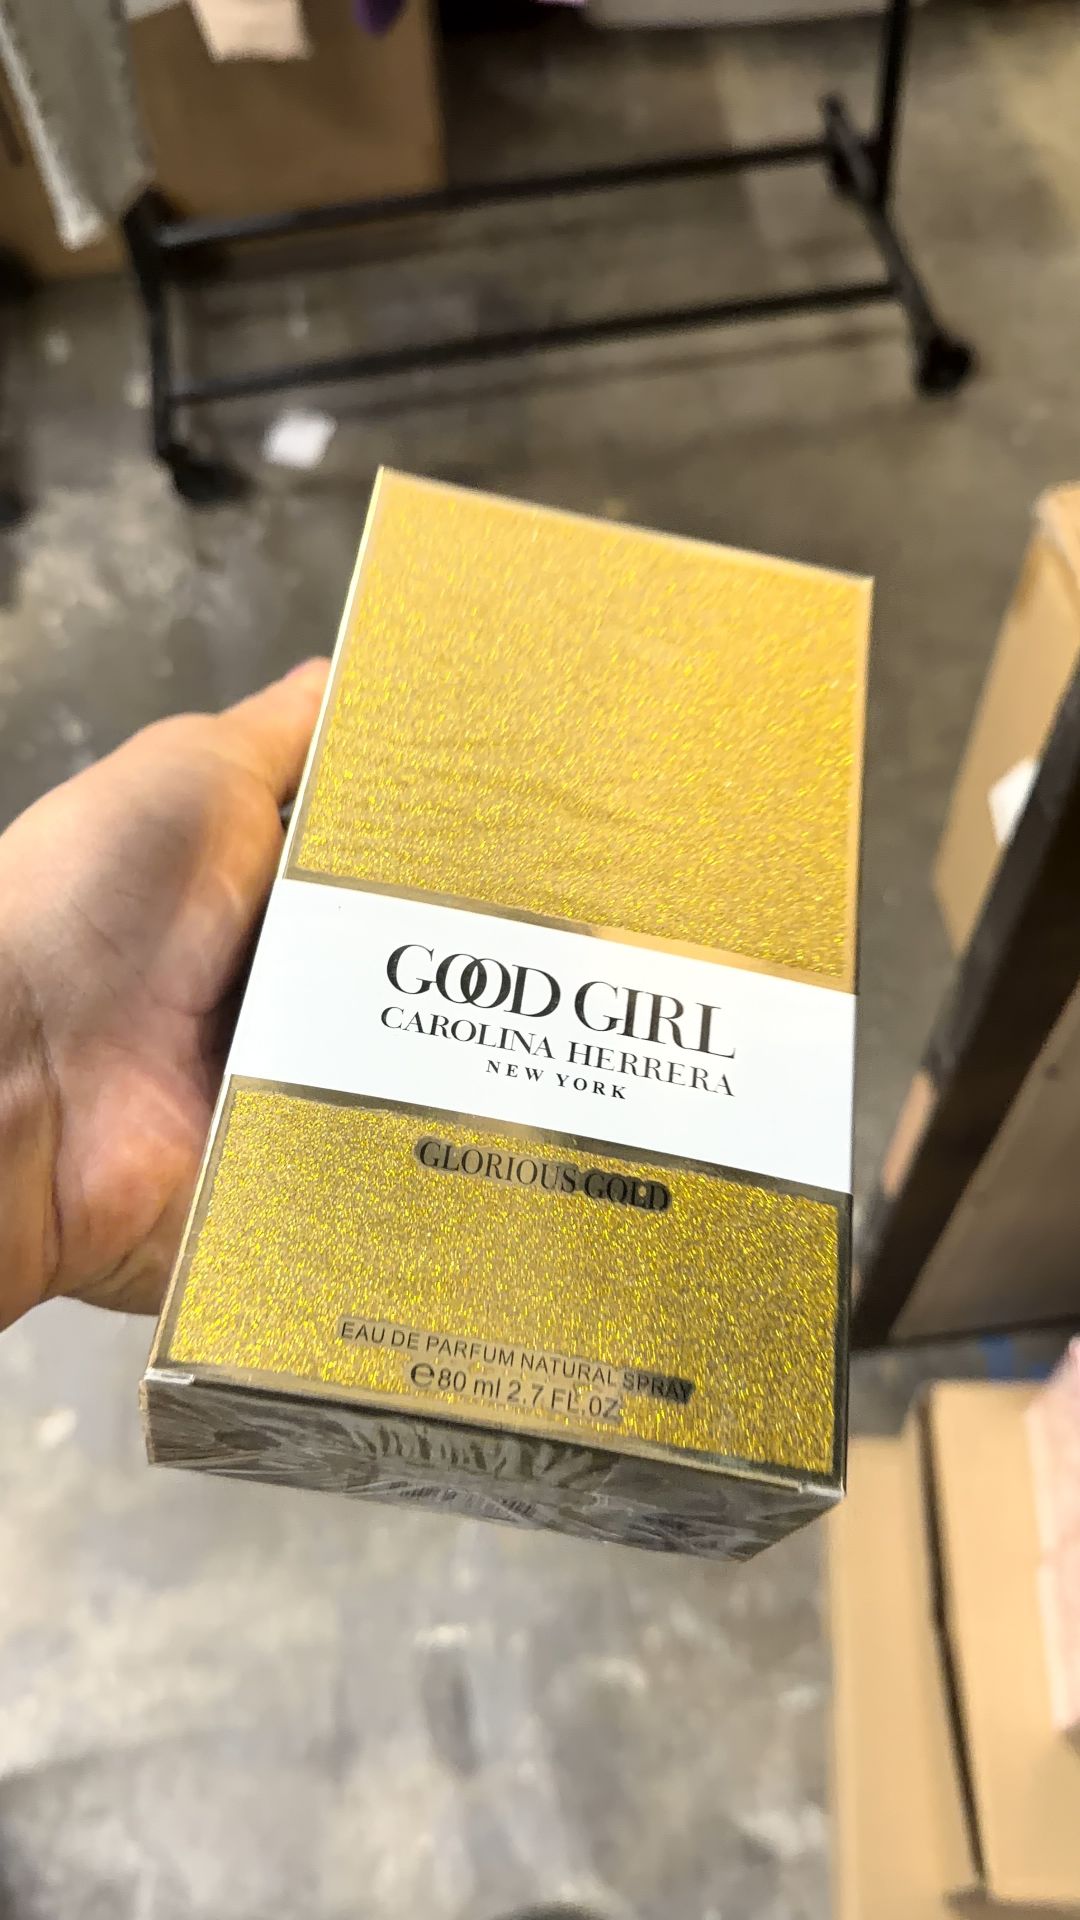 GOOD GIRL
CAROLINA HERRERA
NEW YORK
GLORIOUS GOLD
EAU DE PARFUM NATURAL SPRAY
℮80 ml 2.7 FL.OZ